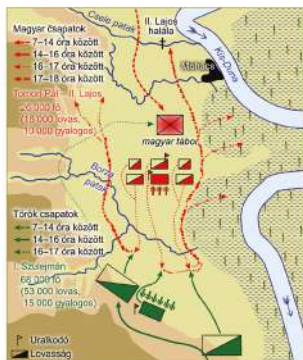 Csele patak
II. Lajos
halála
Mohács
Kis-Duna
Magyar csapatok
7–14 óra között
14–16 óra között
16–17 óra között
17–18 óra között
Tomori Pál – II. Lajos
26 000 fő
(16 000 lovas,
10 000 gyalogos)
magyar tábor
Borza
patak
Török csapatok
7–14 óra között
14–16 óra között
16–17 óra között
I. Szulejmán
68 000 fő
(53 000 lovas,
15 000 gyalogos)
Uralkodó
Lovasság